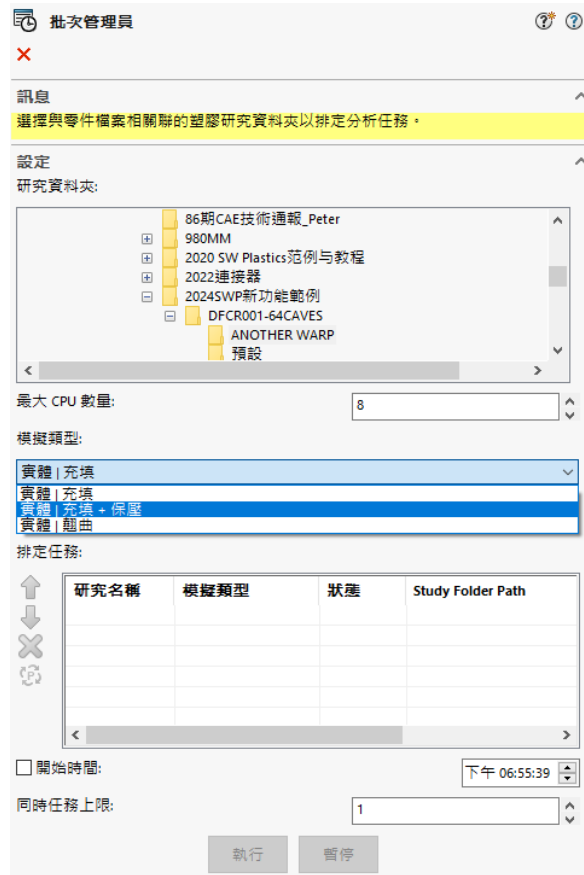 批次管理員
訊息
選擇與零件檔案相關聯的塑膠研究資料夾以排定分析任務。
設定
研究資料夾:
86期CAE技術通報_Peter
980MM
2020 SW Plastics范例与教程
2022連接器
2024SWP新功能範例
DFCR001-64CAVES
ANOTHER WARP
預設
最大 CPU 數量:
8
模擬類型:
實體 | 充填
實體 | 充填
實體 | 充填 + 保壓
實體 | 翹曲
排定任務:
研究名稱 模擬類型 狀態 Study Folder Path
開始時間:
下午 06:55:39
同時任務上限:
1
執行 暫停